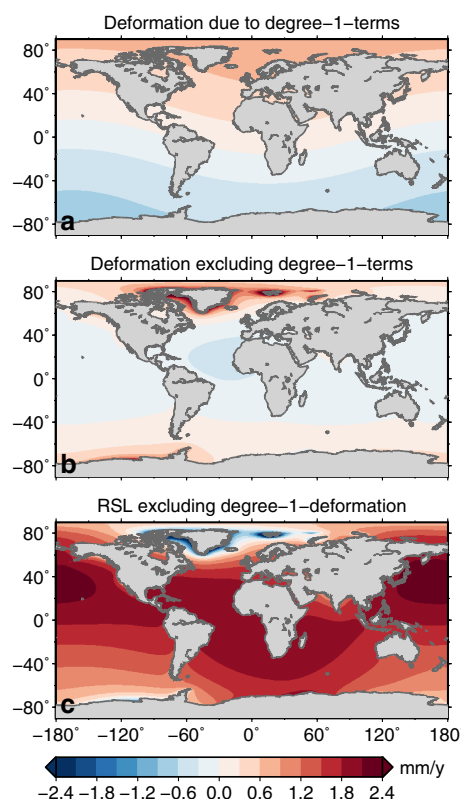 Deformation due to degree−1−terms
80°
40°
0°
−40°
−80°
a
Deformation excluding degree−1−terms
80°
40°
0°
−40°
−80°
b
RSL excluding degree−1−deformation
80°
40°
0°
−40°
−80°
c
−180°−120° −60° 0° 60° 120° 180°
mm/y
−2.4−1.8−1.2−0.6 0.0 0.6 1.2 1.8 2.4